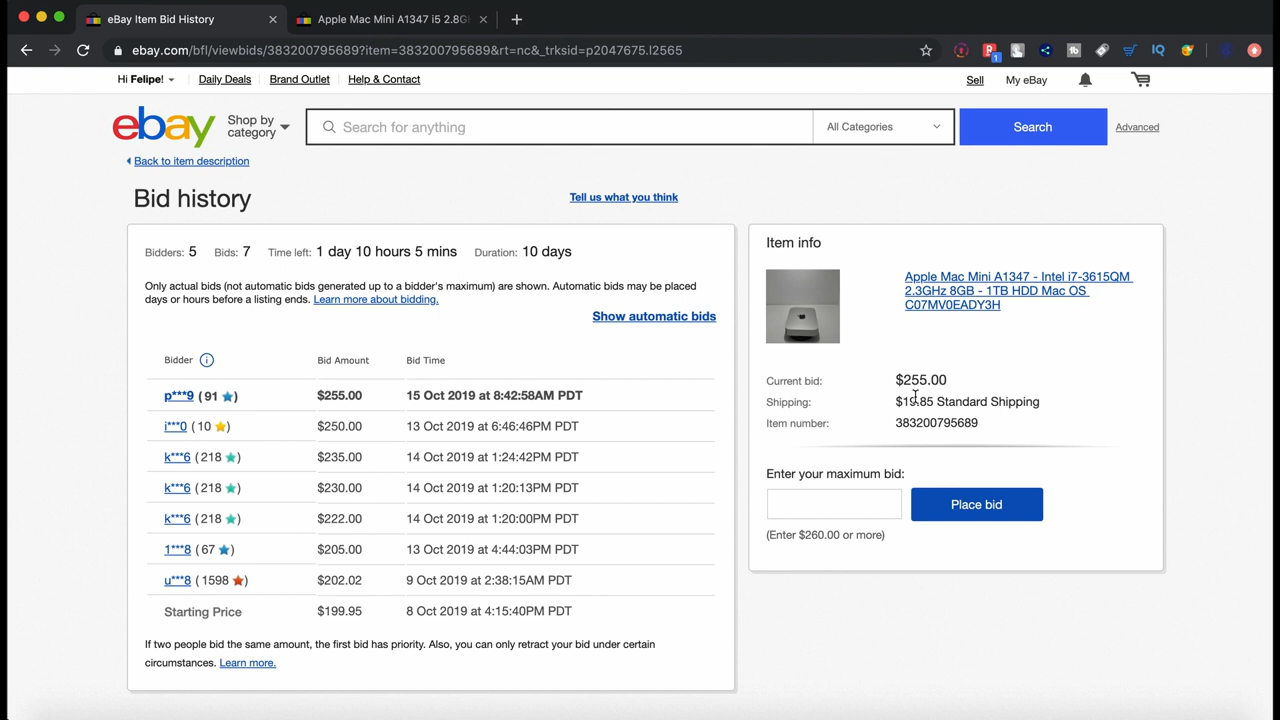 eBay Item Bid History
Apple Mac Mini A1347 i5 2.8G
ebay.com/bfl/viewbids/383200795689?item=383200795689&rt=nc&_trksid=p2047675.l2565
Hi Felipe! Daily Deals Brand Outlet Help & Contact Sell My eBay
ebay Shop by category Search for anything All Categories Search Advanced
Back to item description
Bid history
Tell us what you think
Bidders: 5 Bids: 7 Time left: 1 day 10 hours 5 mins Duration: 10 days
Only actual bids (not automatic bids generated up to a bidder's maximum) are shown. Automatic bids may be placed
days or hours before a listing ends. Learn more about bidding.
Show automatic bids
Bidder i Bid Amount Bid Time
p***9 (91) $255.00 15 Oct 2019 at 8:42:58AM PDT
i***0 (10) $250.00 13 Oct 2019 at 6:46:46PM PDT
k***6 (218) $235.00 14 Oct 2019 at 1:24:42PM PDT
k***6 (218) $230.00 14 Oct 2019 at 1:20:13PM PDT
k***6 (218) $222.00 14 Oct 2019 at 1:20:00PM PDT
1***8 (67) $205.00 13 Oct 2019 at 4:44:03PM PDT
u***8 (1598) $202.02 9 Oct 2019 at 2:38:15AM PDT
Starting Price $199.95 8 Oct 2019 at 4:15:40PM PDT
If two people bid the same amount, the first bid has priority. Also, you can only retract your bid under certain
circumstances. Learn more.
Item info
Apple Mac Mini A1347 - Intel i7-3615QM
2.3GHz 8GB - 1TB HDD Mac OS
C07MV0EADY3H
Current bid: $255.00
Shipping: $19.85 Standard Shipping
Item number: 383200795689
Enter your maximum bid:
Place bid
(Enter $260.00 or more)